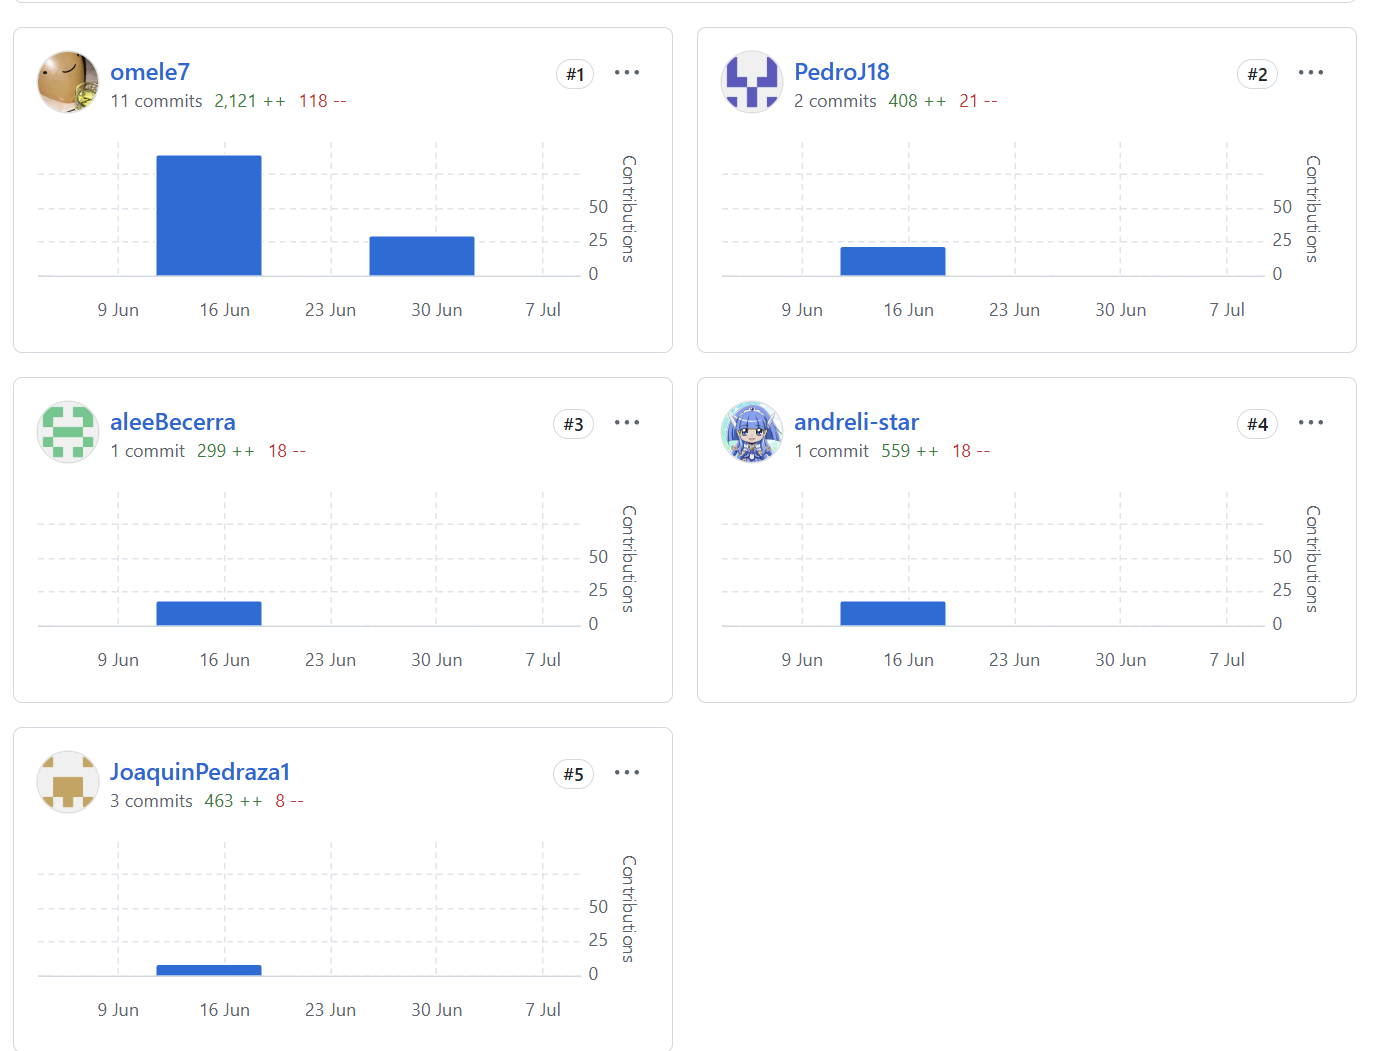 omele7
#1
11 commits 2,121 ++ 118 --
Contributions
50
25
0
9 Jun 16 Jun 23 Jun 30 Jun 7 Jul
PedroJ18
#2
2 commits 408 ++ 21 --
Contributions
50
25
0
9 Jun 16 Jun 23 Jun 30 Jun 7 Jul
aleeBecerra
#3
1 commit 299 ++ 18 --
Contributions
50
25
0
9 Jun 16 Jun 23 Jun 30 Jun 7 Jul
andreli-star
#4
1 commit 559 ++ 18 --
Contributions
50
25
0
9 Jun 16 Jun 23 Jun 30 Jun 7 Jul
JoaquinPedraza1
#5
3 commits 463 ++ 8 --
Contributions
50
25
0
9 Jun 16 Jun 23 Jun 30 Jun 7 Jul